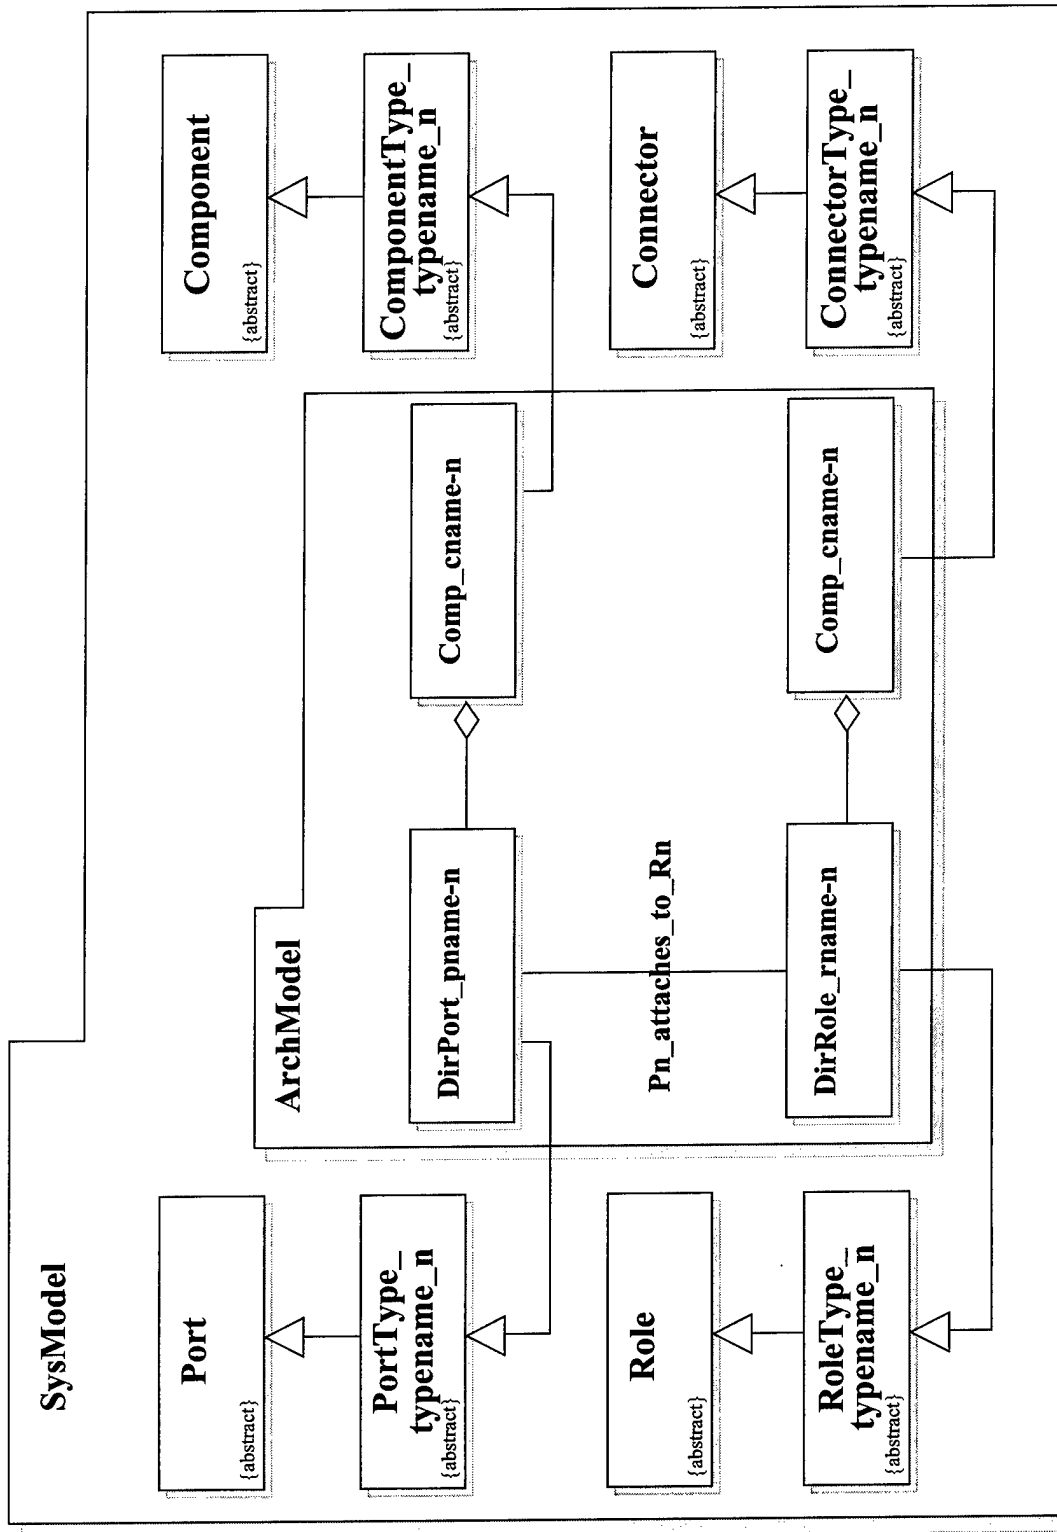 SysModel
Port
{abstract}
Component
{abstract}
PortType_
typename_n
{abstract}
ComponentType_
typename_n
{abstract}
ArchModel
DirPort_pname-n
Comp_cname-n
Pn_attaches_to_Rn
Role
{abstract}
Connector
{abstract}
DirRole_rname-n
Comp_cname-n
RoleType_
typename_n
{abstract}
ConnectorType_
typename_n
{abstract}